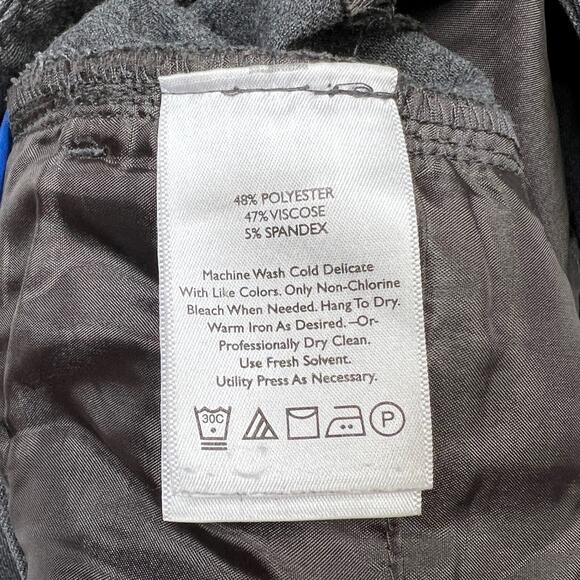 48% POLYESTER
47% VISCOSE
5% SPANDEX
Machine Wash Cold Delicate
With Like Colors. Only Non-Chlorine
Bleach When Needed. Hang To Dry.
Warm Iron As Desired. –Or–
Professionally Dry Clean.
Use Fresh Solvent.
Utility Press As Necessary.
30C P